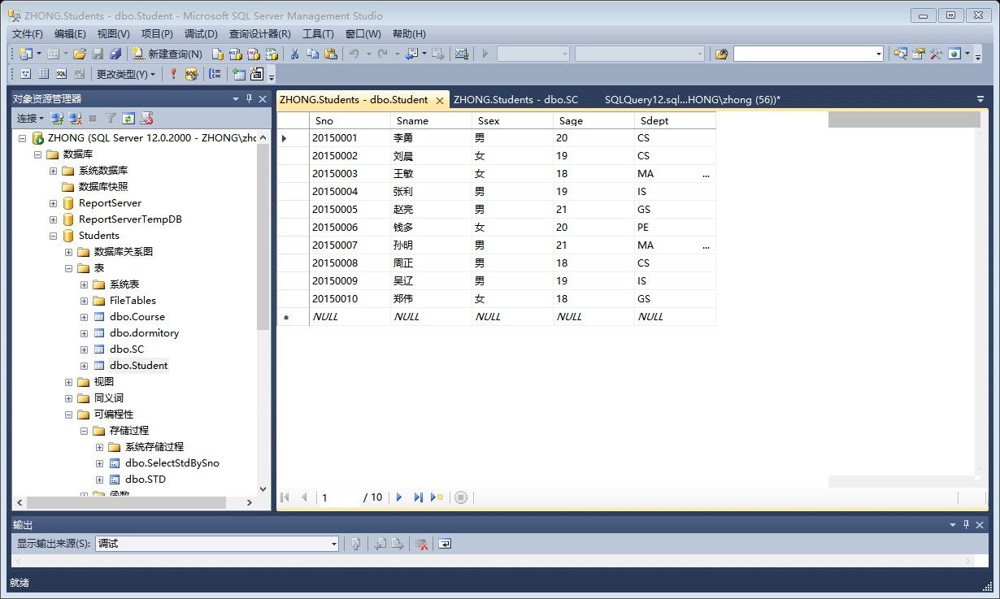 ZHONG.Students - dbo.Student - Microsoft SQL Server Management Studio
文件(F) 编辑(E) 视图(V) 项目(P) 调试(D) 查询设计器(R) 工具(T) 窗口(W) 帮助(H)
新建查询(N)
更改类型(Y)
对象资源管理器
连接
ZHONG (SQL Server 12.0.2000 - ZHONG\zho
数据库
系统数据库
数据库快照
ReportServer
ReportServerTempDB
Students
数据库关系图
表
系统表
FileTables
dbo.Course
dbo.dormitory
dbo.SC
dbo.Student
视图
同义词
可编程性
存储过程
系统存储过程
dbo.SelectStdBySno
dbo.STD
函数
ZHONG.Students - dbo.Student ZHONG.Students - dbo.SC SQLQuery12.sql...HONG\zhong (56))*
Sno Sname Ssex Sage Sdept
20150001 李勇 男 20 CS
20150002 刘晨 女 19 CS
20150003 王敏 女 18 MA ...
20150004 张利 男 19 IS
20150005 赵亮 男 21 GS
20150006 钱多 女 20 PE
20150007 孙明 男 21 MA ...
20150008 周正 男 18 CS
20150009 吴辽 男 19 IS
20150010 郑伟 女 18 GS
NULL NULL NULL NULL NULL
1 / 10
输出
显示输出来源(S): 调试
就绪